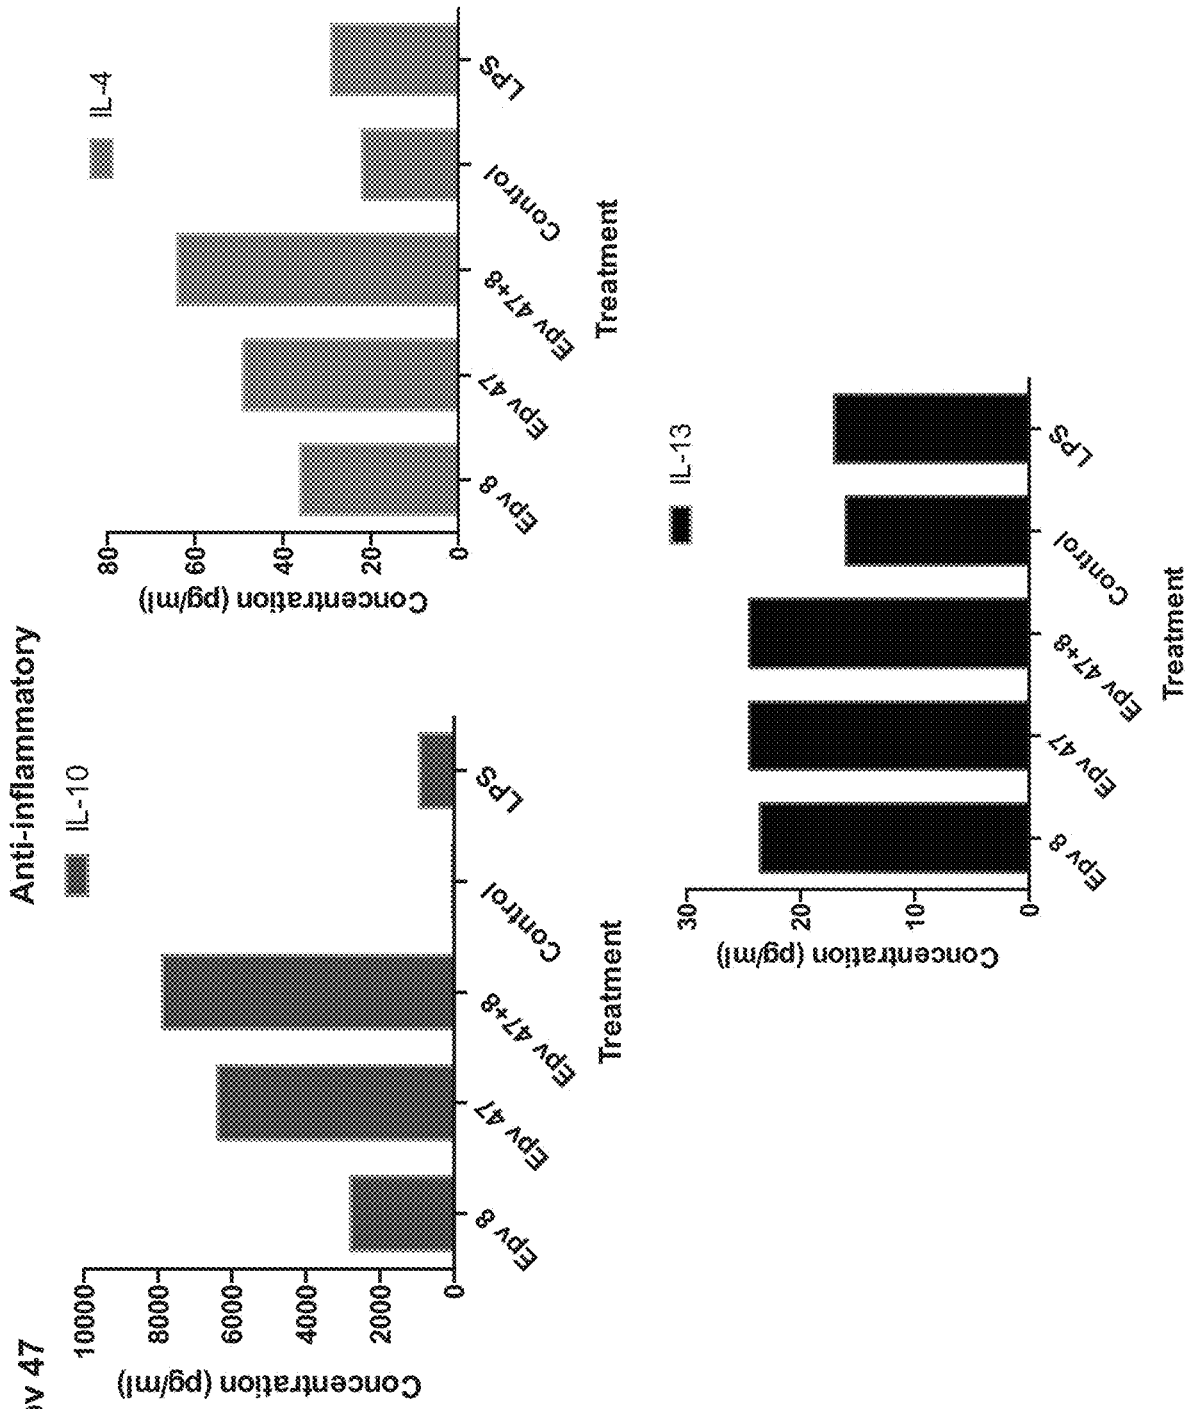 v 47
Anti-inflammatory
IL-10
Concentration (pg/ml)
10000
8000
6000
4000
2000
0
Epv 8
Epv 47
Epv 47+8
Control
LPS
Treatment
IL-4
Concentration (pg/ml)
80
60
40
20
0
Epv 8
Epv 47
Epv 47+8
Control
LPS
Treatment
IL-13
Concentration (pg/ml)
30
20
10
0
Epv 8
Epv 47
Epv 47+8
Control
LPS
Treatment